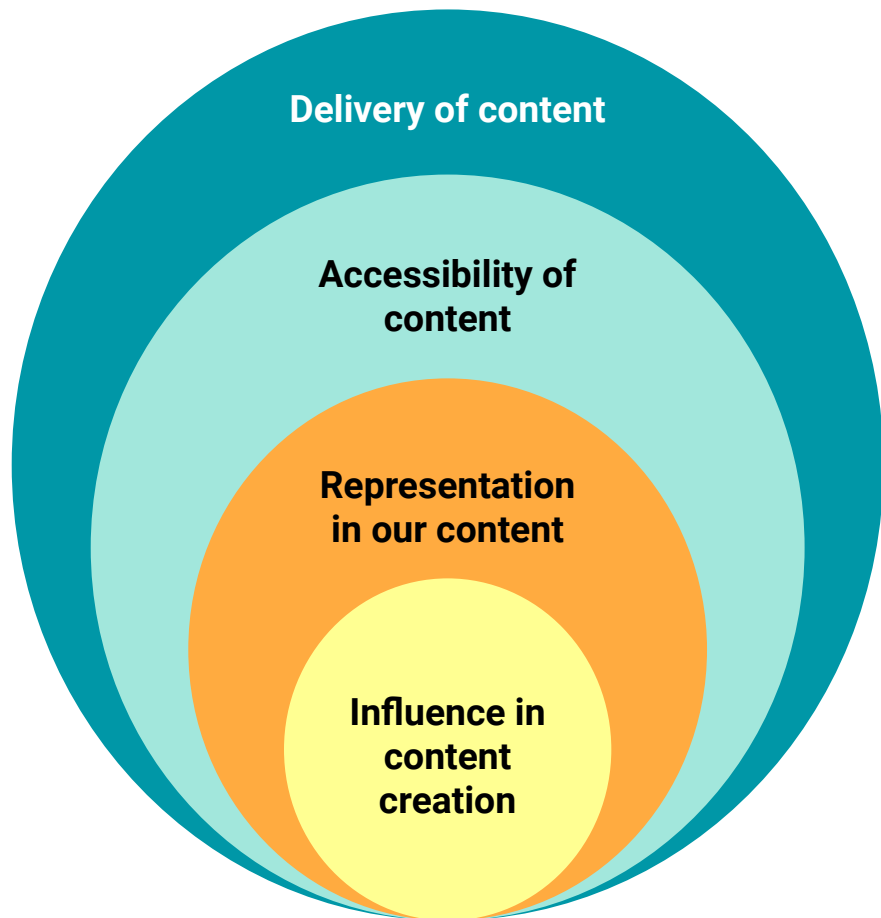 Delivery of content
Accessibility of
content
Representation
in our content
Influence in
content
creation